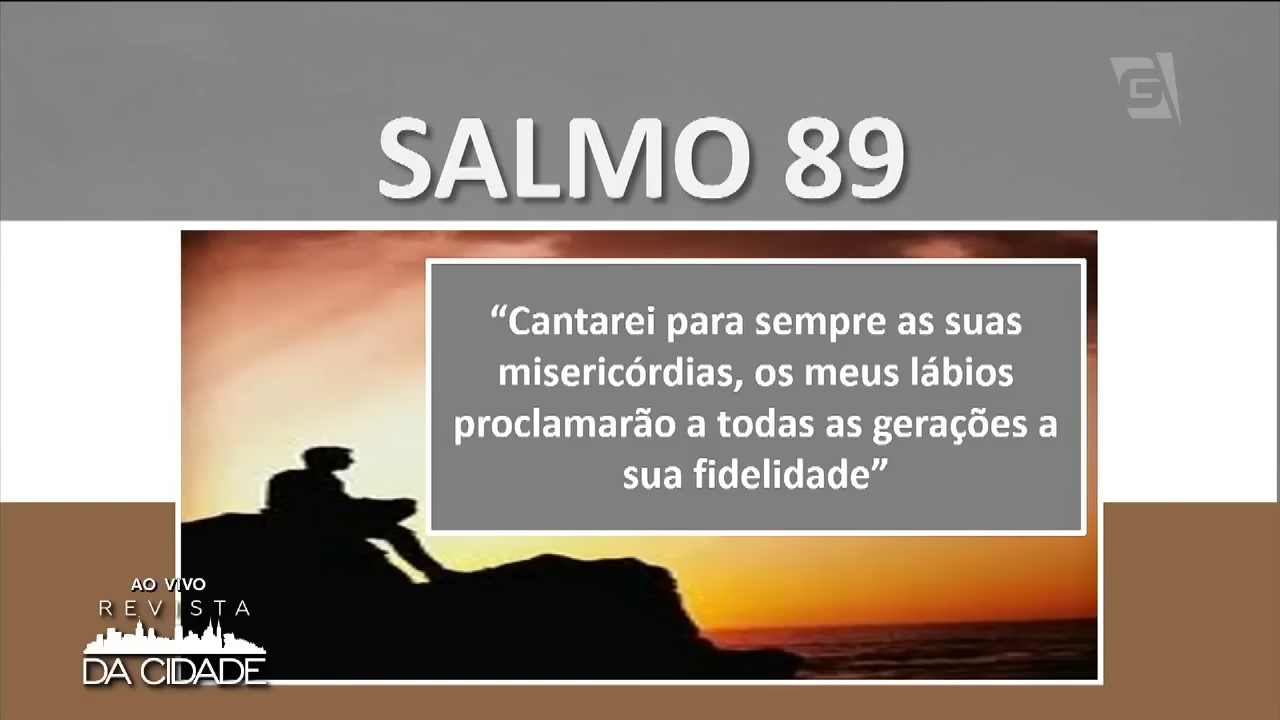 SALMO 89
“Cantarei para sempre as suas
misericórdias, os meus lábios
proclamarão a todas as gerações a
sua fidelidade”
AO VIVO
REVISTA
DA CIDADE